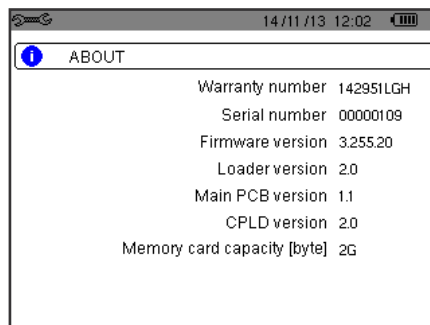 14/11/13 12:02
ABOUT
Warranty number 142951LGH
Serial number 00000109
Firmware version 3.255.20
Loader version 2.0
Main PCB version 1.1
CPLD version 2.0
Memory card capacity [byte] 2G